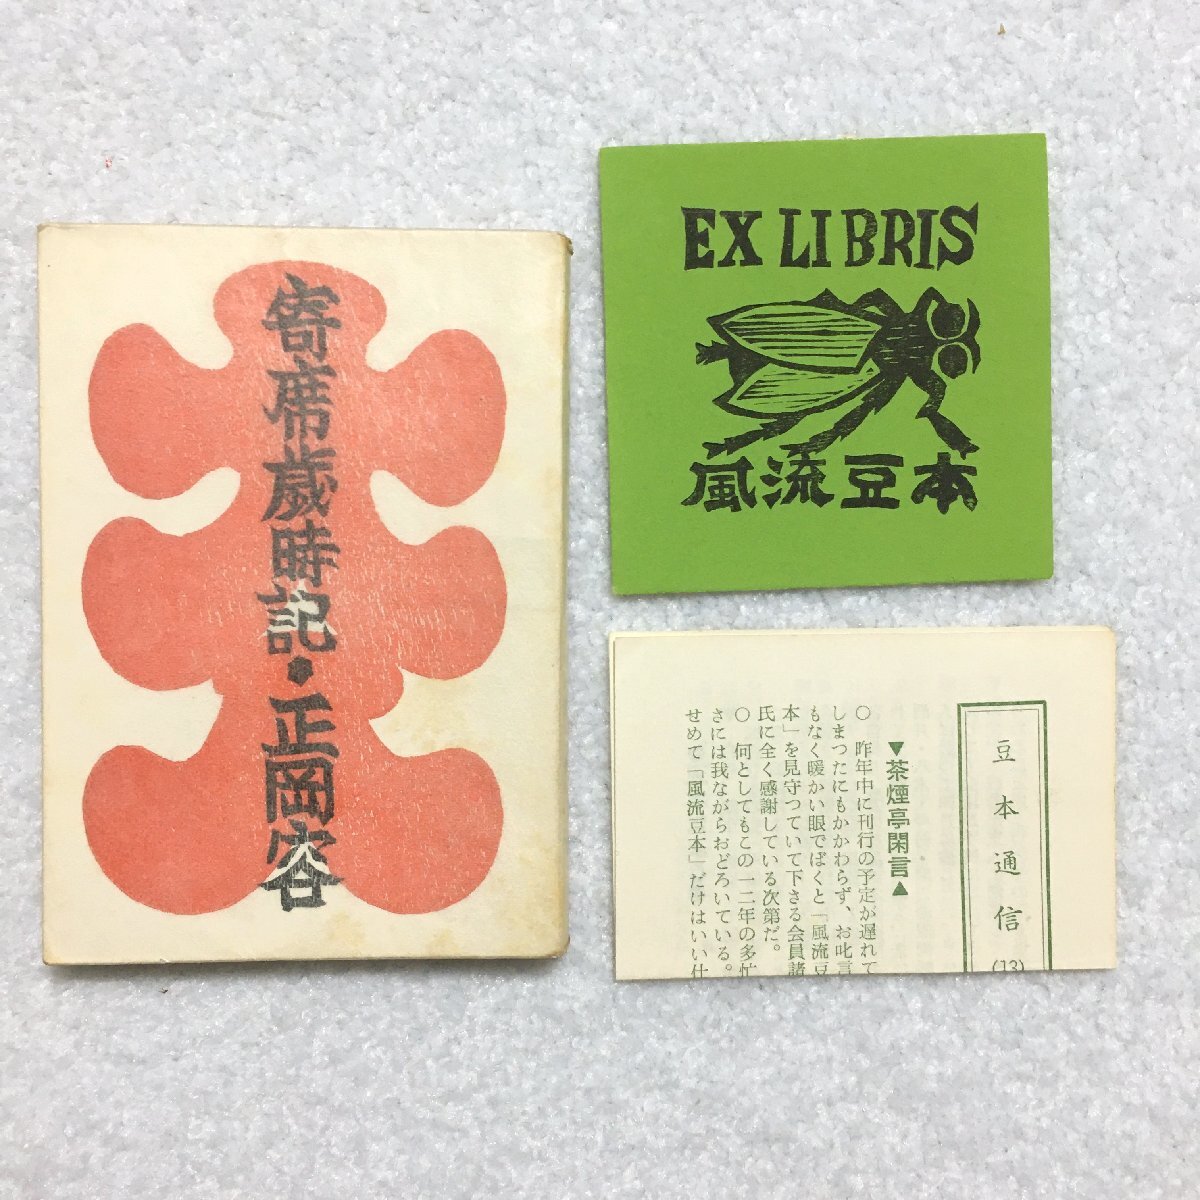 寄席歳時記・正岡容
EX LIBRIS
風流豆本
豆本通信(13)
▼茶煙亭閑言▲
○　昨年中に刊行の予定が遅れて
しまつたにもかかわらず、お叱言
もなく暖かい眼でぼくと「風流豆
本」を見守つていて下さる会員諸
氏に全く感謝している次第だ。
○　何としてもこの一二年の多忙
さには我ながらおどろいている。
せめて「風流豆本」だけはいい仕